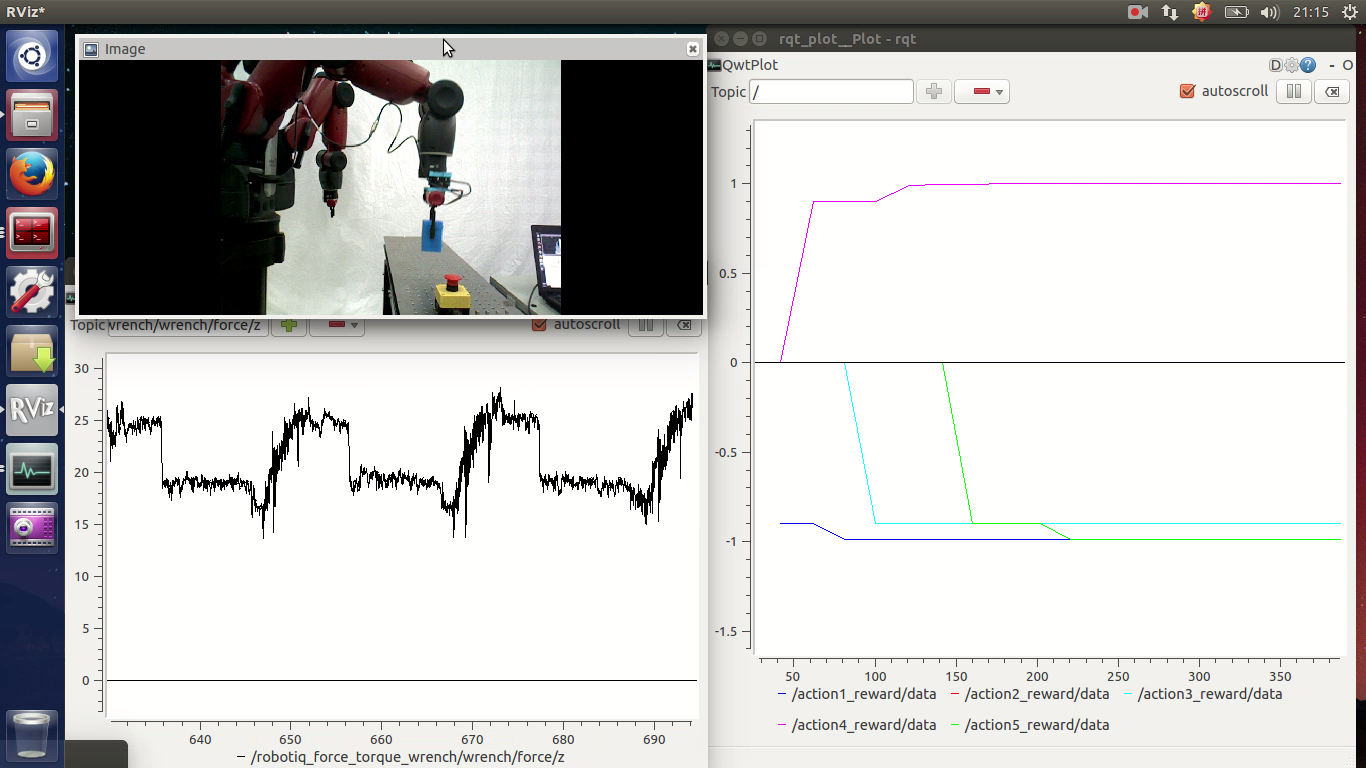 RViz*
21:15
Image
rqt_plot__Plot - rqt
QwtPlot
D
- O
Topic /
autoscroll
Topic wrench/wrench/force/z
autoscroll
30
25
20
15
10
5
0
640 650 660 670 680 690
/robotiq_force_torque_wrench/wrench/force/z
1
0.5
0
-0.5
-1
-1.5
50 100 150 200 250 300 350
/action1_reward/data /action2_reward/data /action3_reward/data
/action4_reward/data /action5_reward/data
RViz